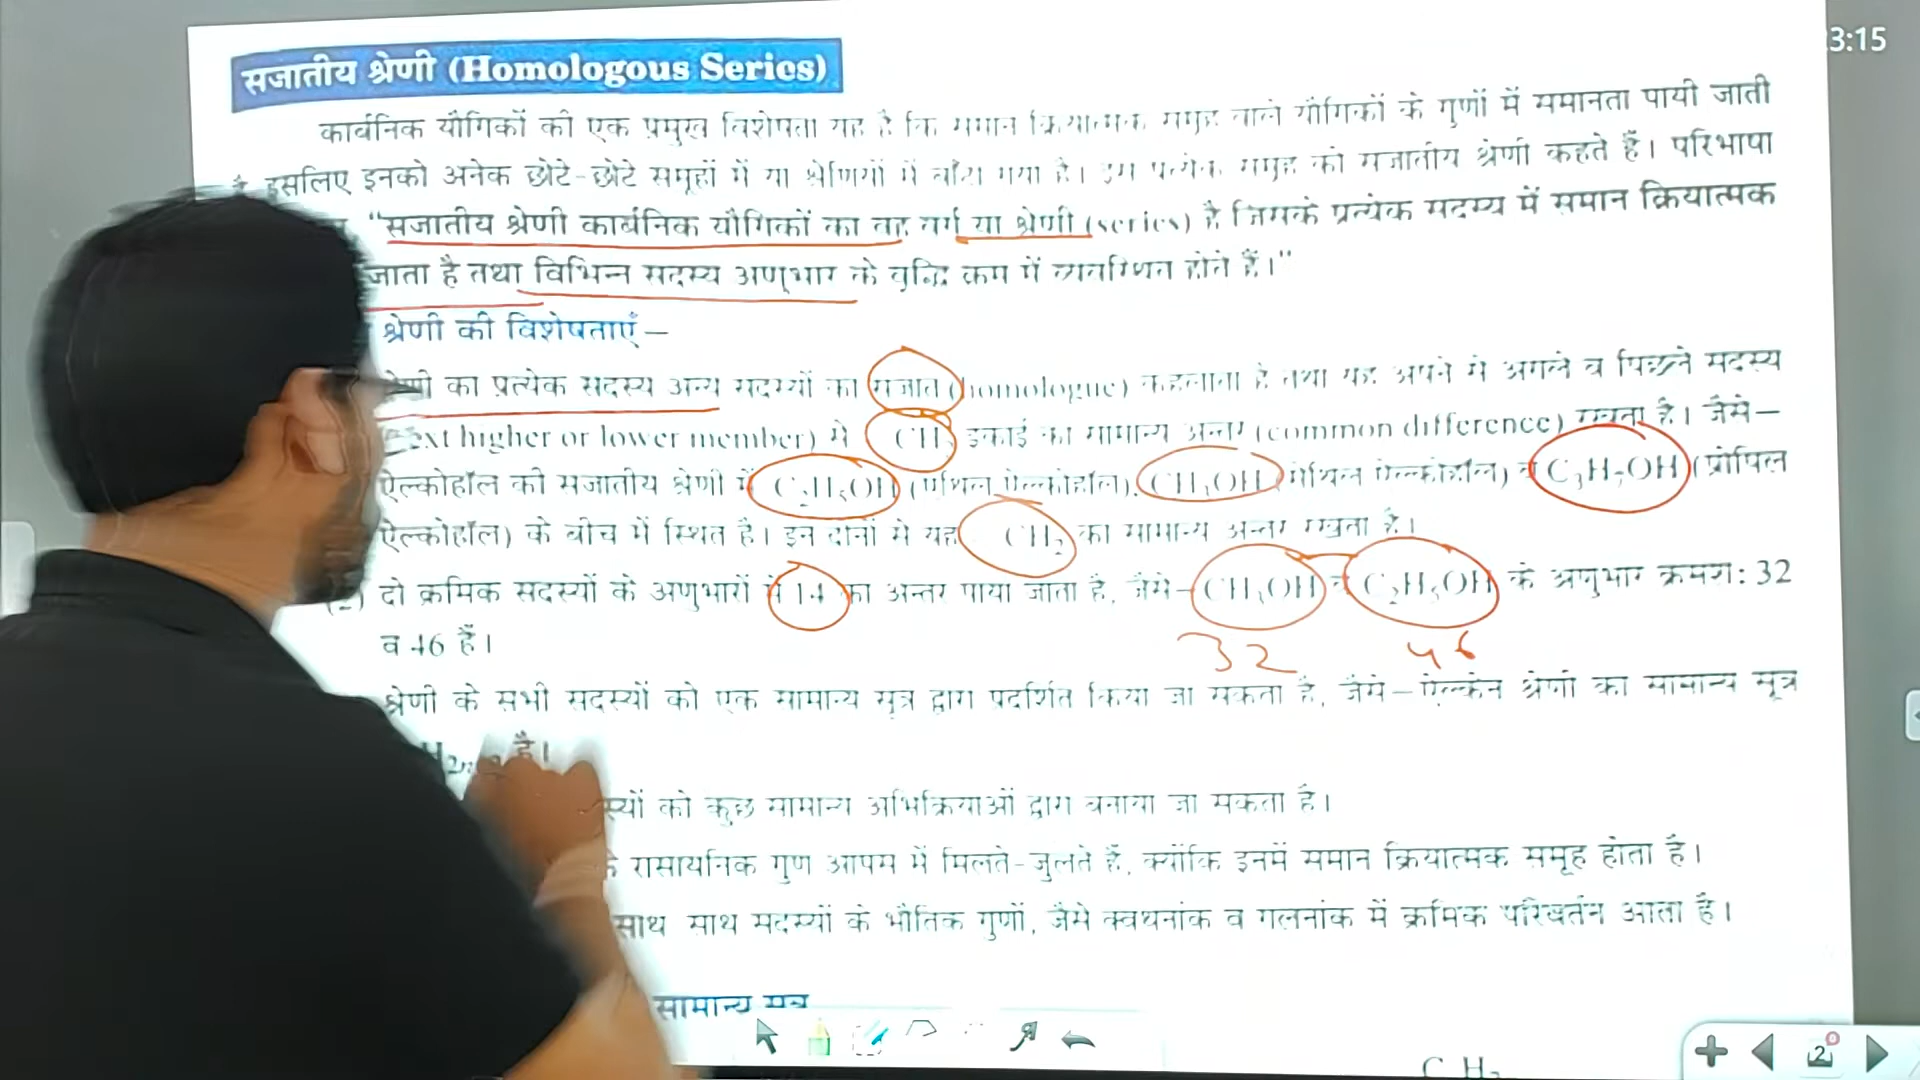 3:15
सजातीय श्रेणी (Homologous Series)
कार्बनिक यौगिकों की एक प्रमुख विशेषता यह है कि समान क्रियात्मक समूह वाले यौगिकों के गुणों में समानता पायी जाती
है, इसलिए इनको अनेक छोटे-छोटे समूहों में या श्रेणियों में बाँटा गया है। इस प्रत्येक समूह को सजातीय श्रेणी कहते हैं। परिभाषा
“सजातीय श्रेणी कार्बनिक यौगिकों का वह वर्ग या श्रेणी (series) है जिसके प्रत्येक सदस्य में समान क्रियात्मक
जाता है तथा विभिन्न सदस्य अणुभार के वृद्धि क्रम में व्यवस्थित होते हैं।”
श्रेणी की विशेषताएँ—
श्रेणी का प्रत्येक सदस्य अन्य सदस्यों का सजात (homologue) कहलाता है तथा यह अपने से अगले व पिछले सदस्य
(next higher or lower member) से CH₂ इकाई का सामान्य अन्तर (common difference) रखता है। जैसे—
ऐल्कोहॉल की सजातीय श्रेणी में C₂H₅OH (एथिल ऐल्कोहॉल), CH₃OH (मेथिल ऐल्कोहॉल) व C₃H₇OH (प्रोपिल
ऐल्कोहॉल) के बीच में स्थित है। इन दोनों से यह CH₂ का सामान्य अन्तर रखता है।
(2) दो क्रमिक सदस्यों के अणुभारों में 14 का अन्तर पाया जाता है, जैसे—CH₃OH व C₂H₅OH के अणुभार क्रमश: 32
व 46 हैं।
32 46
श्रेणी के सभी सदस्यों को एक सामान्य सूत्र द्वारा प्रदर्शित किया जा सकता है, जैसे—ऐल्केन श्रेणी का सामान्य सूत्र
है।
को कुछ सामान्य अभिक्रियाओं द्वारा बनाया जा सकता है।
रासायनिक गुण आपस में मिलते-जुलते हैं, क्योंकि इनमें समान क्रियात्मक समूह होता है।
साथ साथ सदस्यों के भौतिक गुणों, जैसे क्वथनांक व गलनांक में क्रमिक परिवर्तन आता है।
सामान्य सूत्र
2